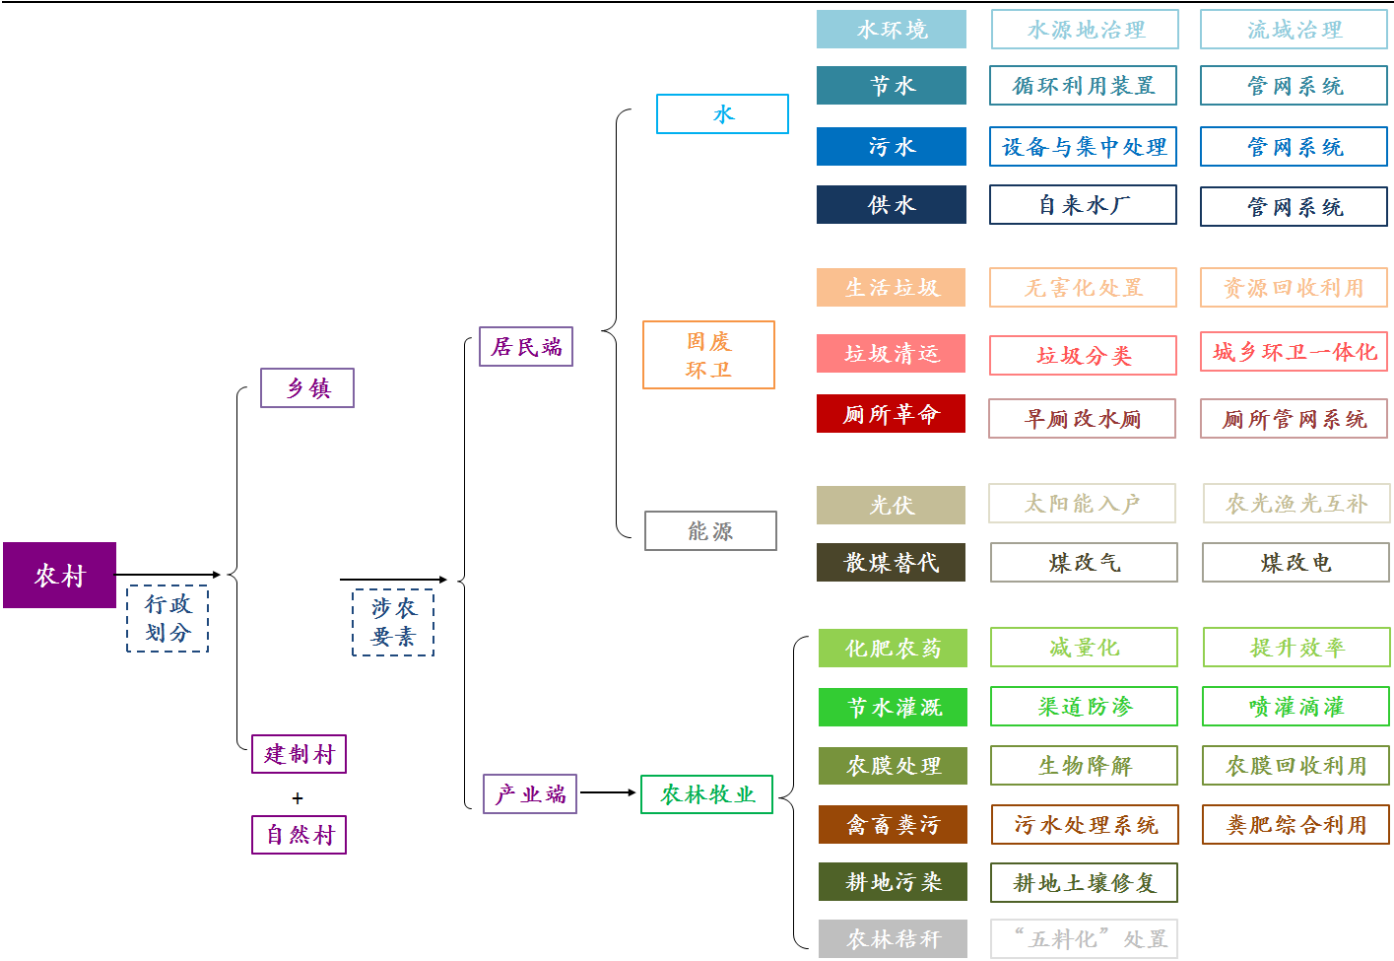 水环境 水源地治理 流域治理
节水 循环利用装置 管网系统
水
污水 设备与集中处理 管网系统
供水 自来水厂 管网系统
生活垃圾 无害化处置 资源回收利用
居民端
固废
环卫
垃圾清运 垃圾分类 城乡环卫一体化
乡镇
厕所革命 旱厕改水厕 厕所管网系统
光伏 太阳能入户 农光渔光互补
能源
散煤替代 煤改气 煤改电
农村
行政
划分
涉农
要素
化肥农药 减量化 提升效率
节水灌溉 渠道防渗 喷灌滴灌
建制村
+
自然村
农膜处理 生物降解 农膜回收利用
产业端 农林牧业
禽畜粪污 污水处理系统 粪肥综合利用
耕地污染 耕地土壤修复
农林秸秆 “五料化”处置